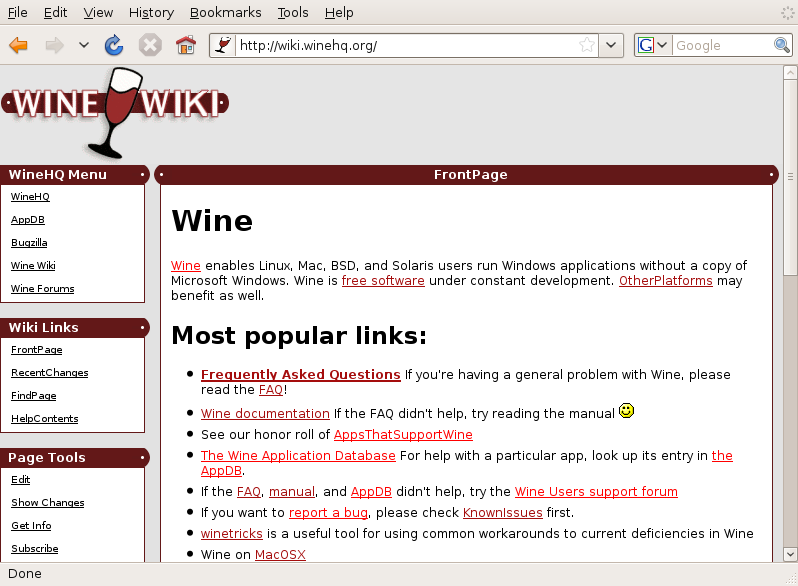 File Edit View History Bookmarks Tools Help
http://wiki.winehq.org/
G Google
WINE WIKI
WineHQ Menu
WineHQ
AppDB
Bugzilla
Wine Wiki
Wine Forums
Wiki Links
FrontPage
RecentChanges
FindPage
HelpContents
Page Tools
Edit
Show Changes
Get Info
Subscribe
FrontPage
Wine
Wine enables Linux, Mac, BSD, and Solaris users run Windows applications without a copy of
Microsoft Windows. Wine is free software under constant development. OtherPlatforms may
benefit as well.
Most popular links:
Frequently Asked Questions If you're having a general problem with Wine, please
read the FAQ!
Wine documentation If the FAQ didn't help, try reading the manual
See our honor roll of AppsThatSupportWine
The Wine Application Database For help with a particular app, look up its entry in the
AppDB.
If the FAQ, manual, and AppDB didn't help, try the Wine Users support forum
If you want to report a bug, please check KnownIssues first.
winetricks is a useful tool for using common workarounds to current deficiencies in Wine
Wine on MacOSX
Done